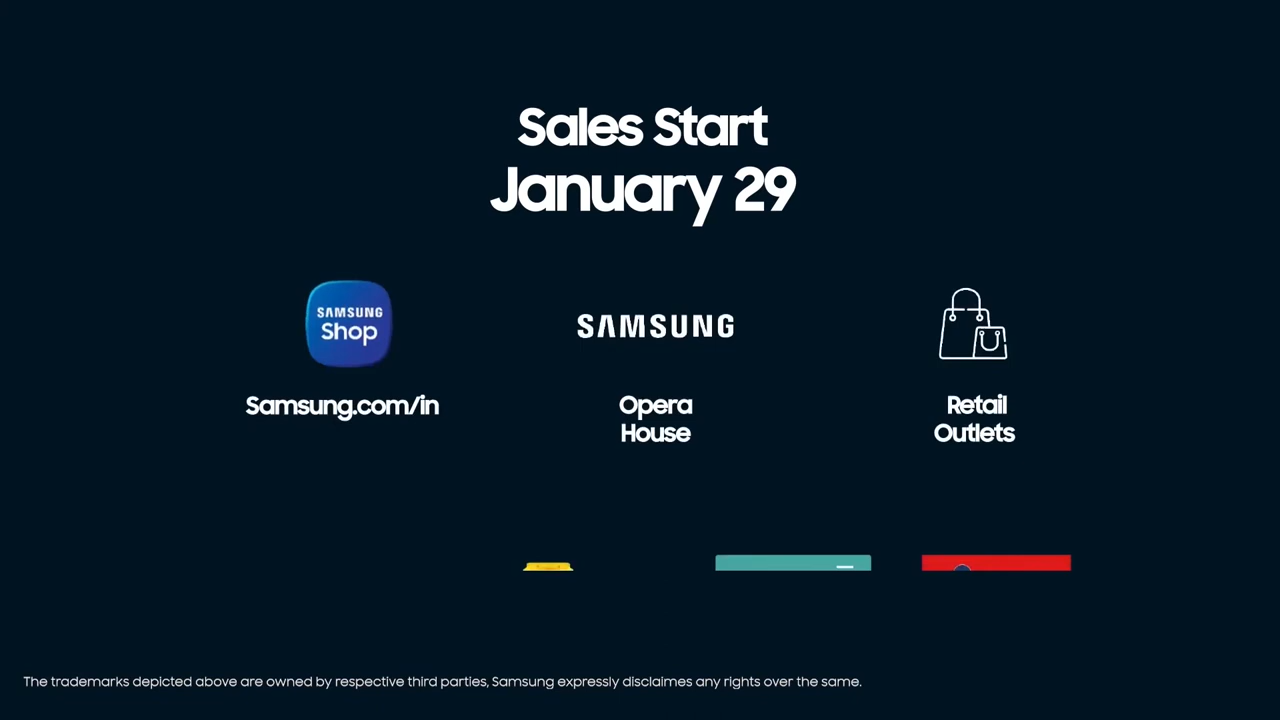 Sales Start
January 29
SAMSUNG
Shop
SAMSUNG
Samsung.com/in
Opera
House
Retail
Outlets
The trademarks depicted above are owned by respective third parties, Samsung expressly disclaimes any rights over the same.